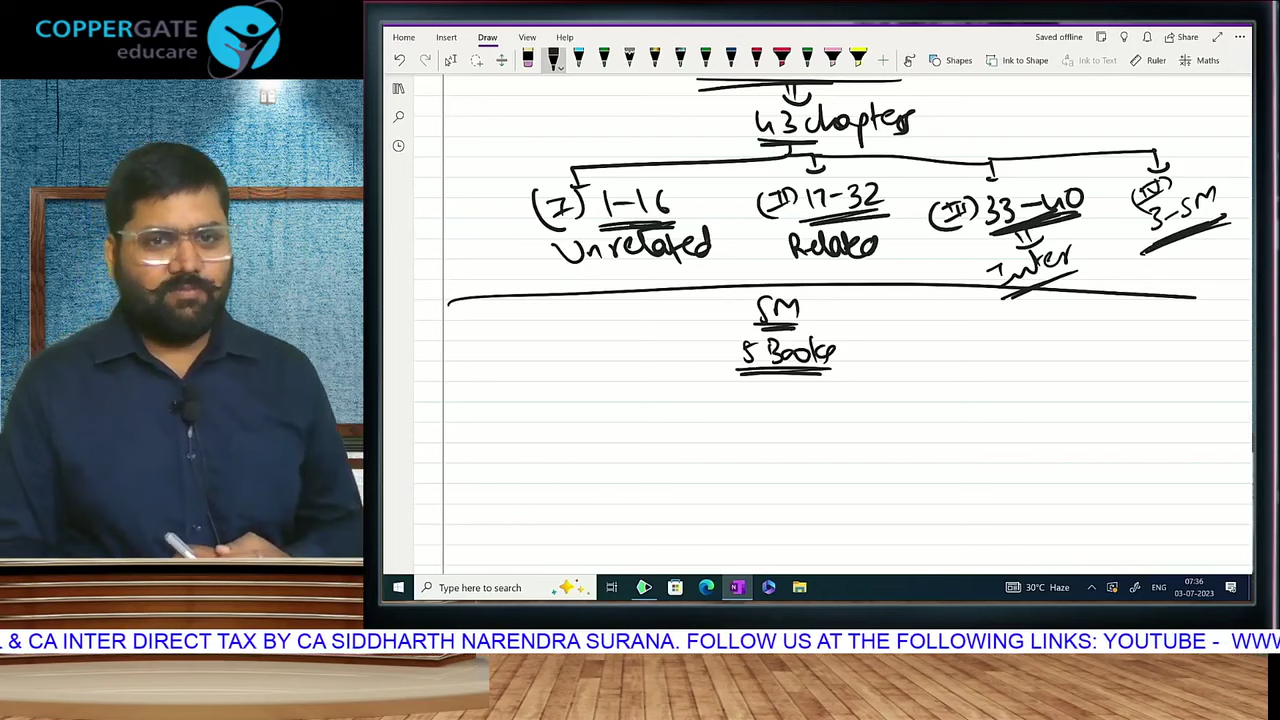 COPPERGATE
educare
Home Insert Draw View Help
Saved offline
Share
Shapes
Ink to Shape
Ink to Text
Ruler
Maths
43 chapters
(I) 1-16
(II) 17-32
(III) 33-40
(IV)
3-SM
Unrelated
Related
Inter
SM
5 Books
Type here to search
30°C Haze
ENG
07:36
03-07-2023
L & CA INTER DIRECT TAX BY CA SIDDHARTH NARENDRA SURANA. FOLLOW US AT THE FOLLOWING LINKS: YOUTUBE - WWW